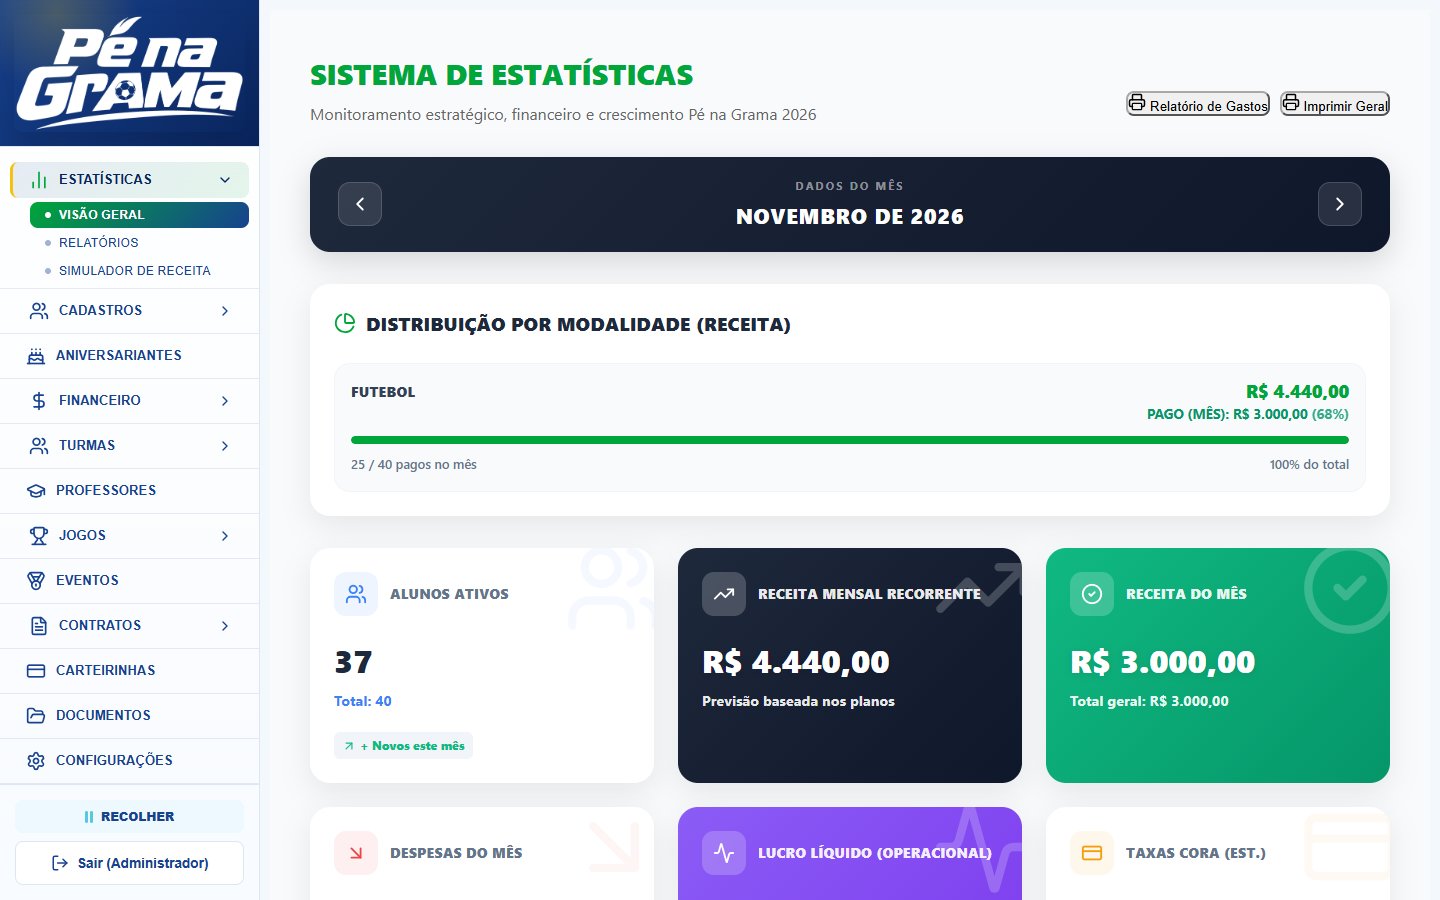 Pé na
Grama
ESTATÍSTICAS
VISÃO GERAL
RELATÓRIOS
SIMULADOR DE RECEITA
CADASTROS
ANIVERSARIANTES
FINANCEIRO
TURMAS
PROFESSORES
JOGOS
EVENTOS
CONTRATOS
CARTEIRINHAS
DOCUMENTOS
CONFIGURAÇÕES
RECOLHER
Sair (Administrador)
SISTEMA DE ESTATÍSTICAS
Monitoramento estratégico, financeiro e crescimento Pé na Grama 2026
Relatório de Gastos
Imprimir Geral
DADOS DO MÊS
NOVEMBRO DE 2026
DISTRIBUIÇÃO POR MODALIDADE (RECEITA)
FUTEBOL
R$ 4.440,00
PAGO (MÊS): R$ 3.000,00 (68%)
25 / 40 pagos no mês
100% do total
ALUNOS ATIVOS
37
Total: 40
+ Novos este mês
RECEITA MENSAL RECORRENTE
R$ 4.440,00
Previsão baseada nos planos
RECEITA DO MÊS
R$ 3.000,00
Total geral: R$ 3.000,00
DESPESAS DO MÊS
LUCRO LÍQUIDO (OPERACIONAL)
TAXAS CORA (EST.)